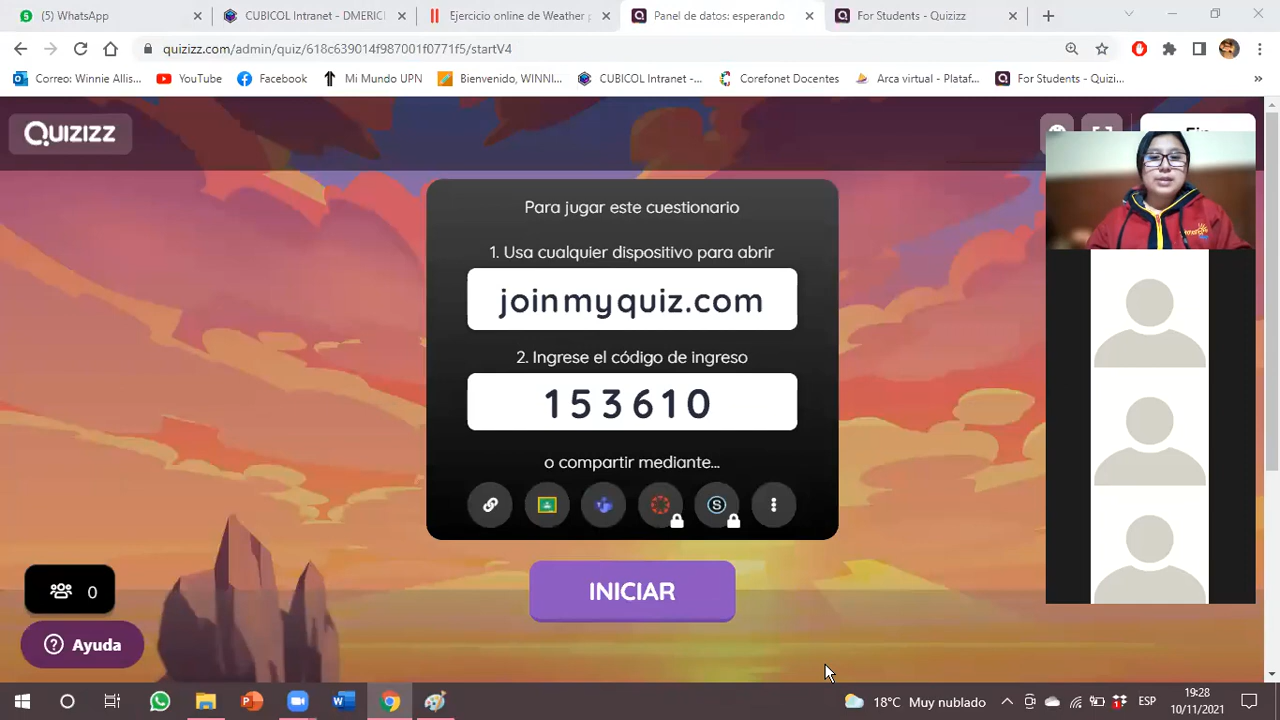 (5) WhatsApp
CUBICOL Intranet - DMERIC
Ejercicio online de Weather p
Panel de datos: esperando
For Students - Quizizz
quizizz.com/admin/quiz/618c639014f987001f0771f5/startV4
Correo: Winnie Allis...
YouTube
Facebook
Mi Mundo UPN
Bienvenido, WINNI...
CUBICOL Intranet -...
Corefonet Docentes
Arca virtual - Plataf...
For Students - Quizi...
Quizizz
Para jugar este cuestionario
1. Usa cualquier dispositivo para abrir
joinmyquiz.com
2. Ingrese el código de ingreso
153610
o compartir mediante...
0
INICIAR
Ayuda
18°C Muy nublado
ESP
19:28
10/11/2021